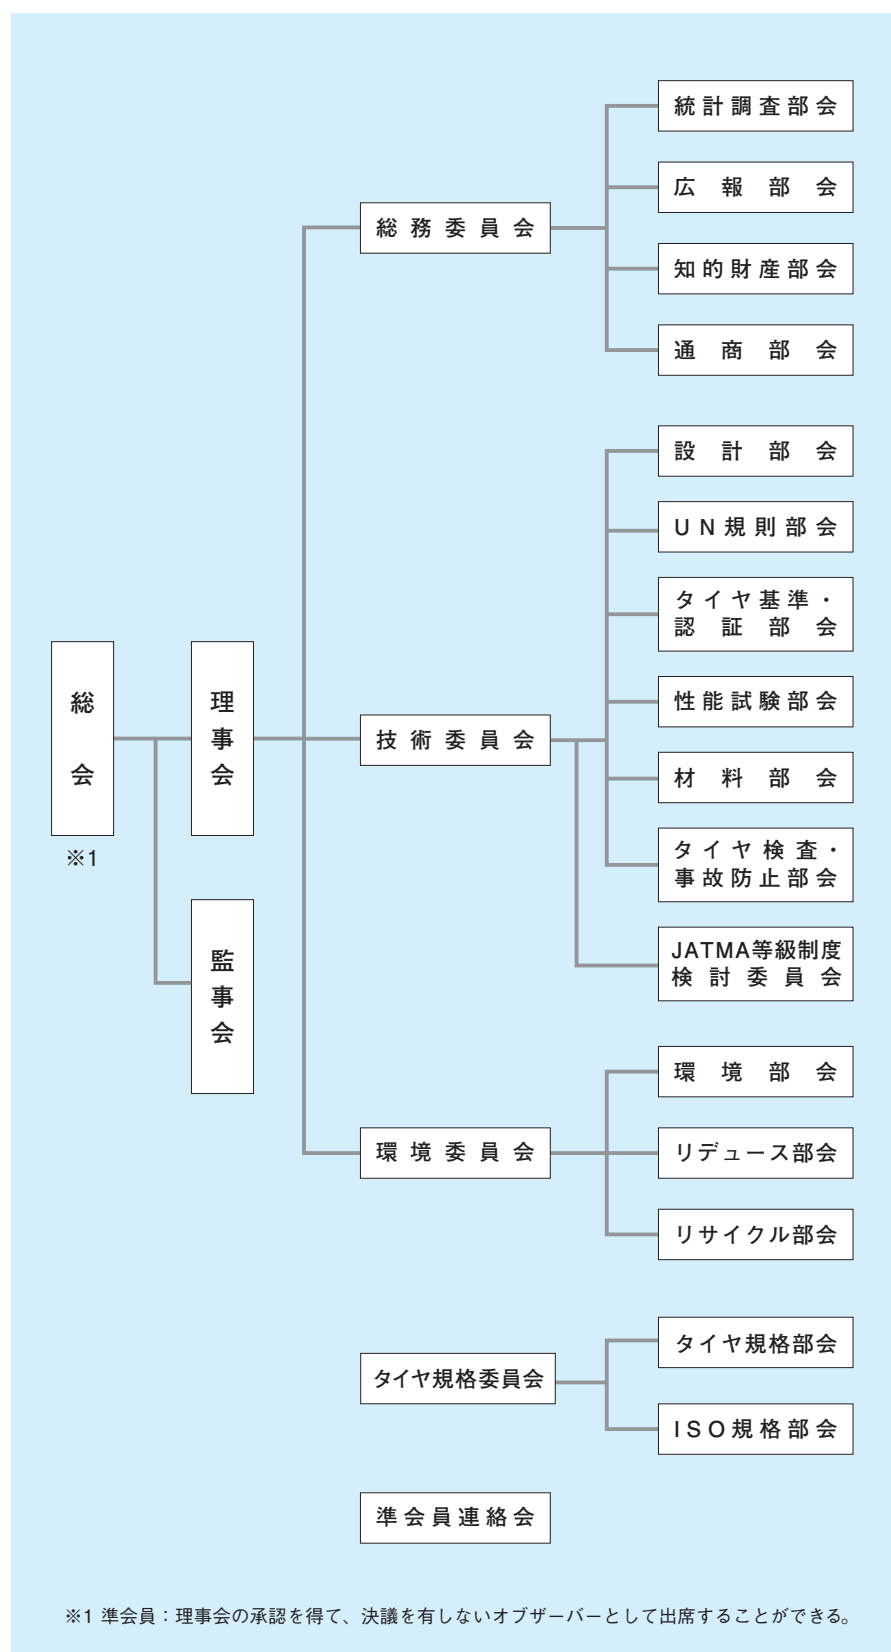 総会
※1
理事会
監事会
総務委員会
統計調査部会
広報部会
知的財産部会
通商部会
技術委員会
設計部会
UN規則部会
タイヤ基準・
認証部会
性能試験部会
材料部会
タイヤ検査・
事故防止部会
JATMA等級制度
検討委員会
環境委員会
環境部会
リデュース部会
リサイクル部会
タイヤ規格委員会
タイヤ規格部会
ISO規格部会
準会員連絡会
※1 準会員：理事会の承認を得て、決議を有しないオブザーバーとして出席することができる。